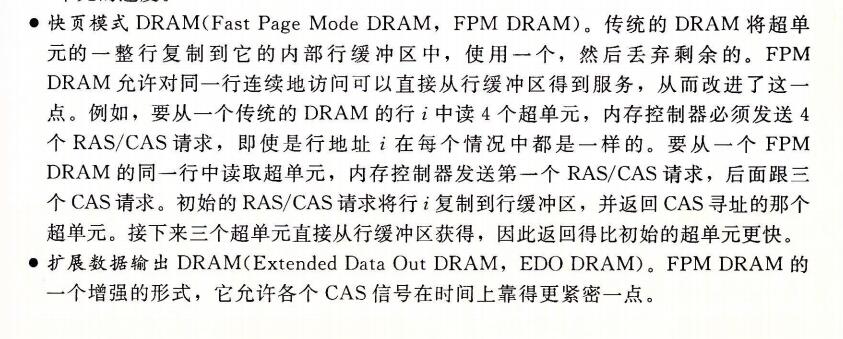 ● 快页模式 DRAM(Fast Page Mode DRAM，FPM DRAM)。传统的 DRAM 将超单
元的一整行复制到它的内部行缓冲区中，使用一个，然后丢弃剩余的。FPM
DRAM 允许对同一行连续地访问可以直接从行缓冲区得到服务，从而改进了这一
点。例如，要从一个传统的 DRAM 的行 i 中读 4 个超单元，内存控制器必须发送 4
个 RAS/CAS 请求，即使是行地址 i 在每个情况中都是一样的。要从一个 FPM
DRAM 的同一行中读取超单元，内存控制器发送第一个 RAS/CAS 请求，后面跟三
个 CAS 请求。初始的 RAS/CAS 请求将行 i 复制到行缓冲区，并返回 CAS 寻址的那个
超单元。接下来三个超单元直接从行缓冲区获得，因此返回得比初始的超单元更快。
● 扩展数据输出 DRAM(Extended Data Out DRAM，EDO DRAM)。FPM DRAM 的
一个增强的形式，它允许各个 CAS 信号在时间上靠得更紧密一点。